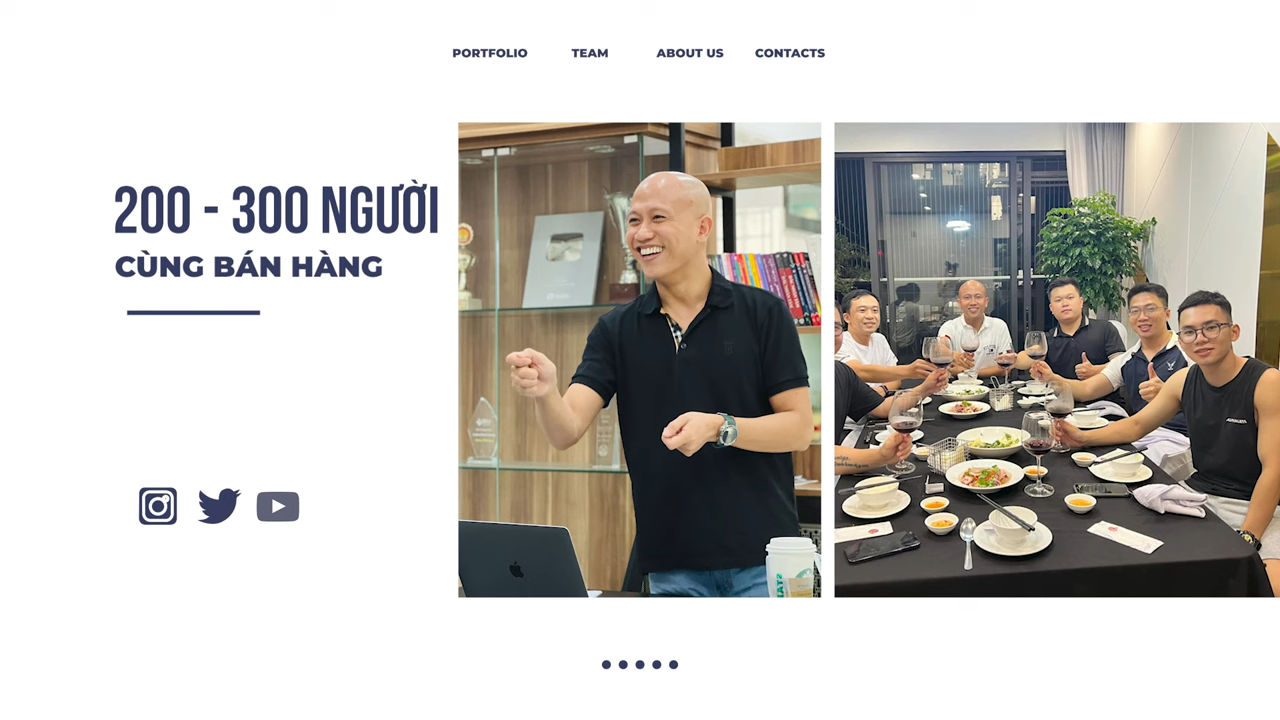 PORTFOLIO TEAM ABOUT US CONTACTS
200 - 300 NGƯỜI
CÙNG BÁN HÀNG